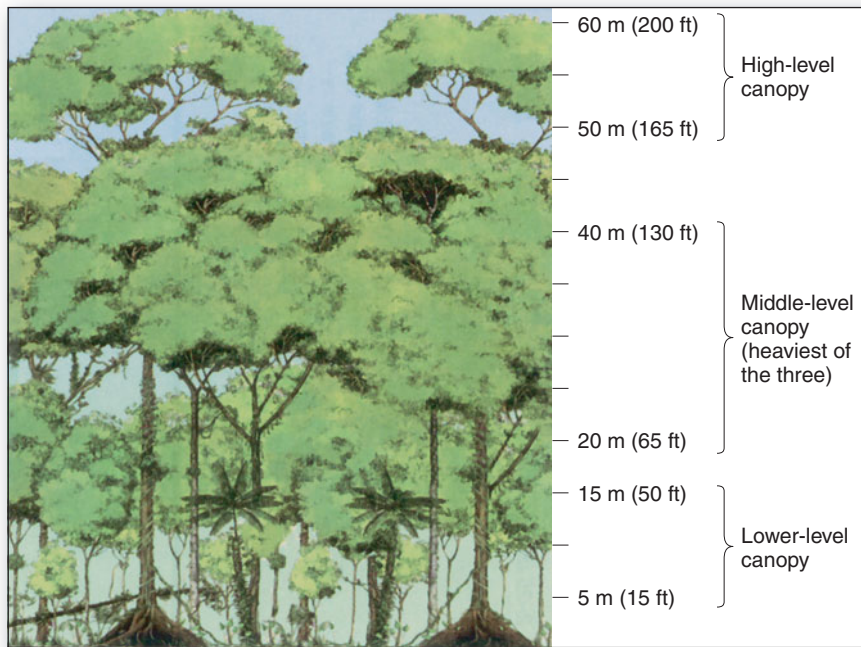 60 m (200 ft)
High-level
canopy
50 m (165 ft)
40 m (130 ft)
Middle-level
canopy
(heaviest of
the three)
20 m (65 ft)
15 m (50 ft)
Lower-level
canopy
5 m (15 ft)